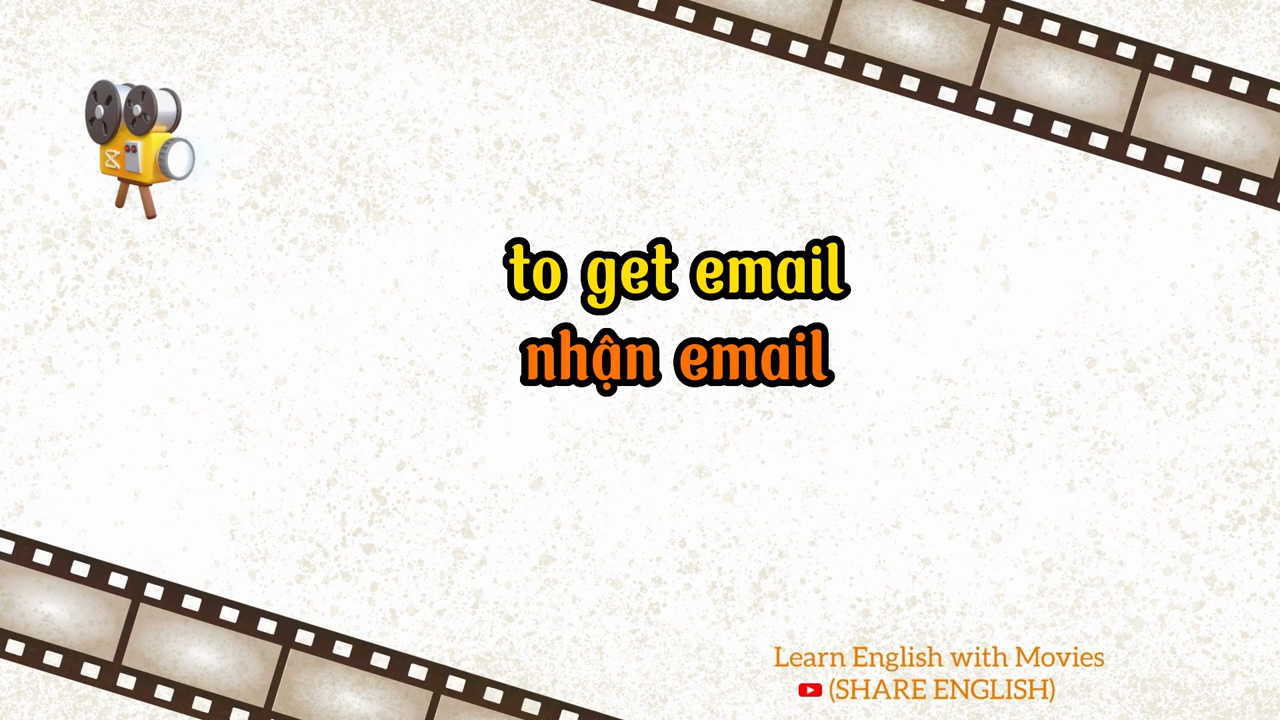 to get email
nhận email
Learn English with Movies
(SHARE ENGLISH)